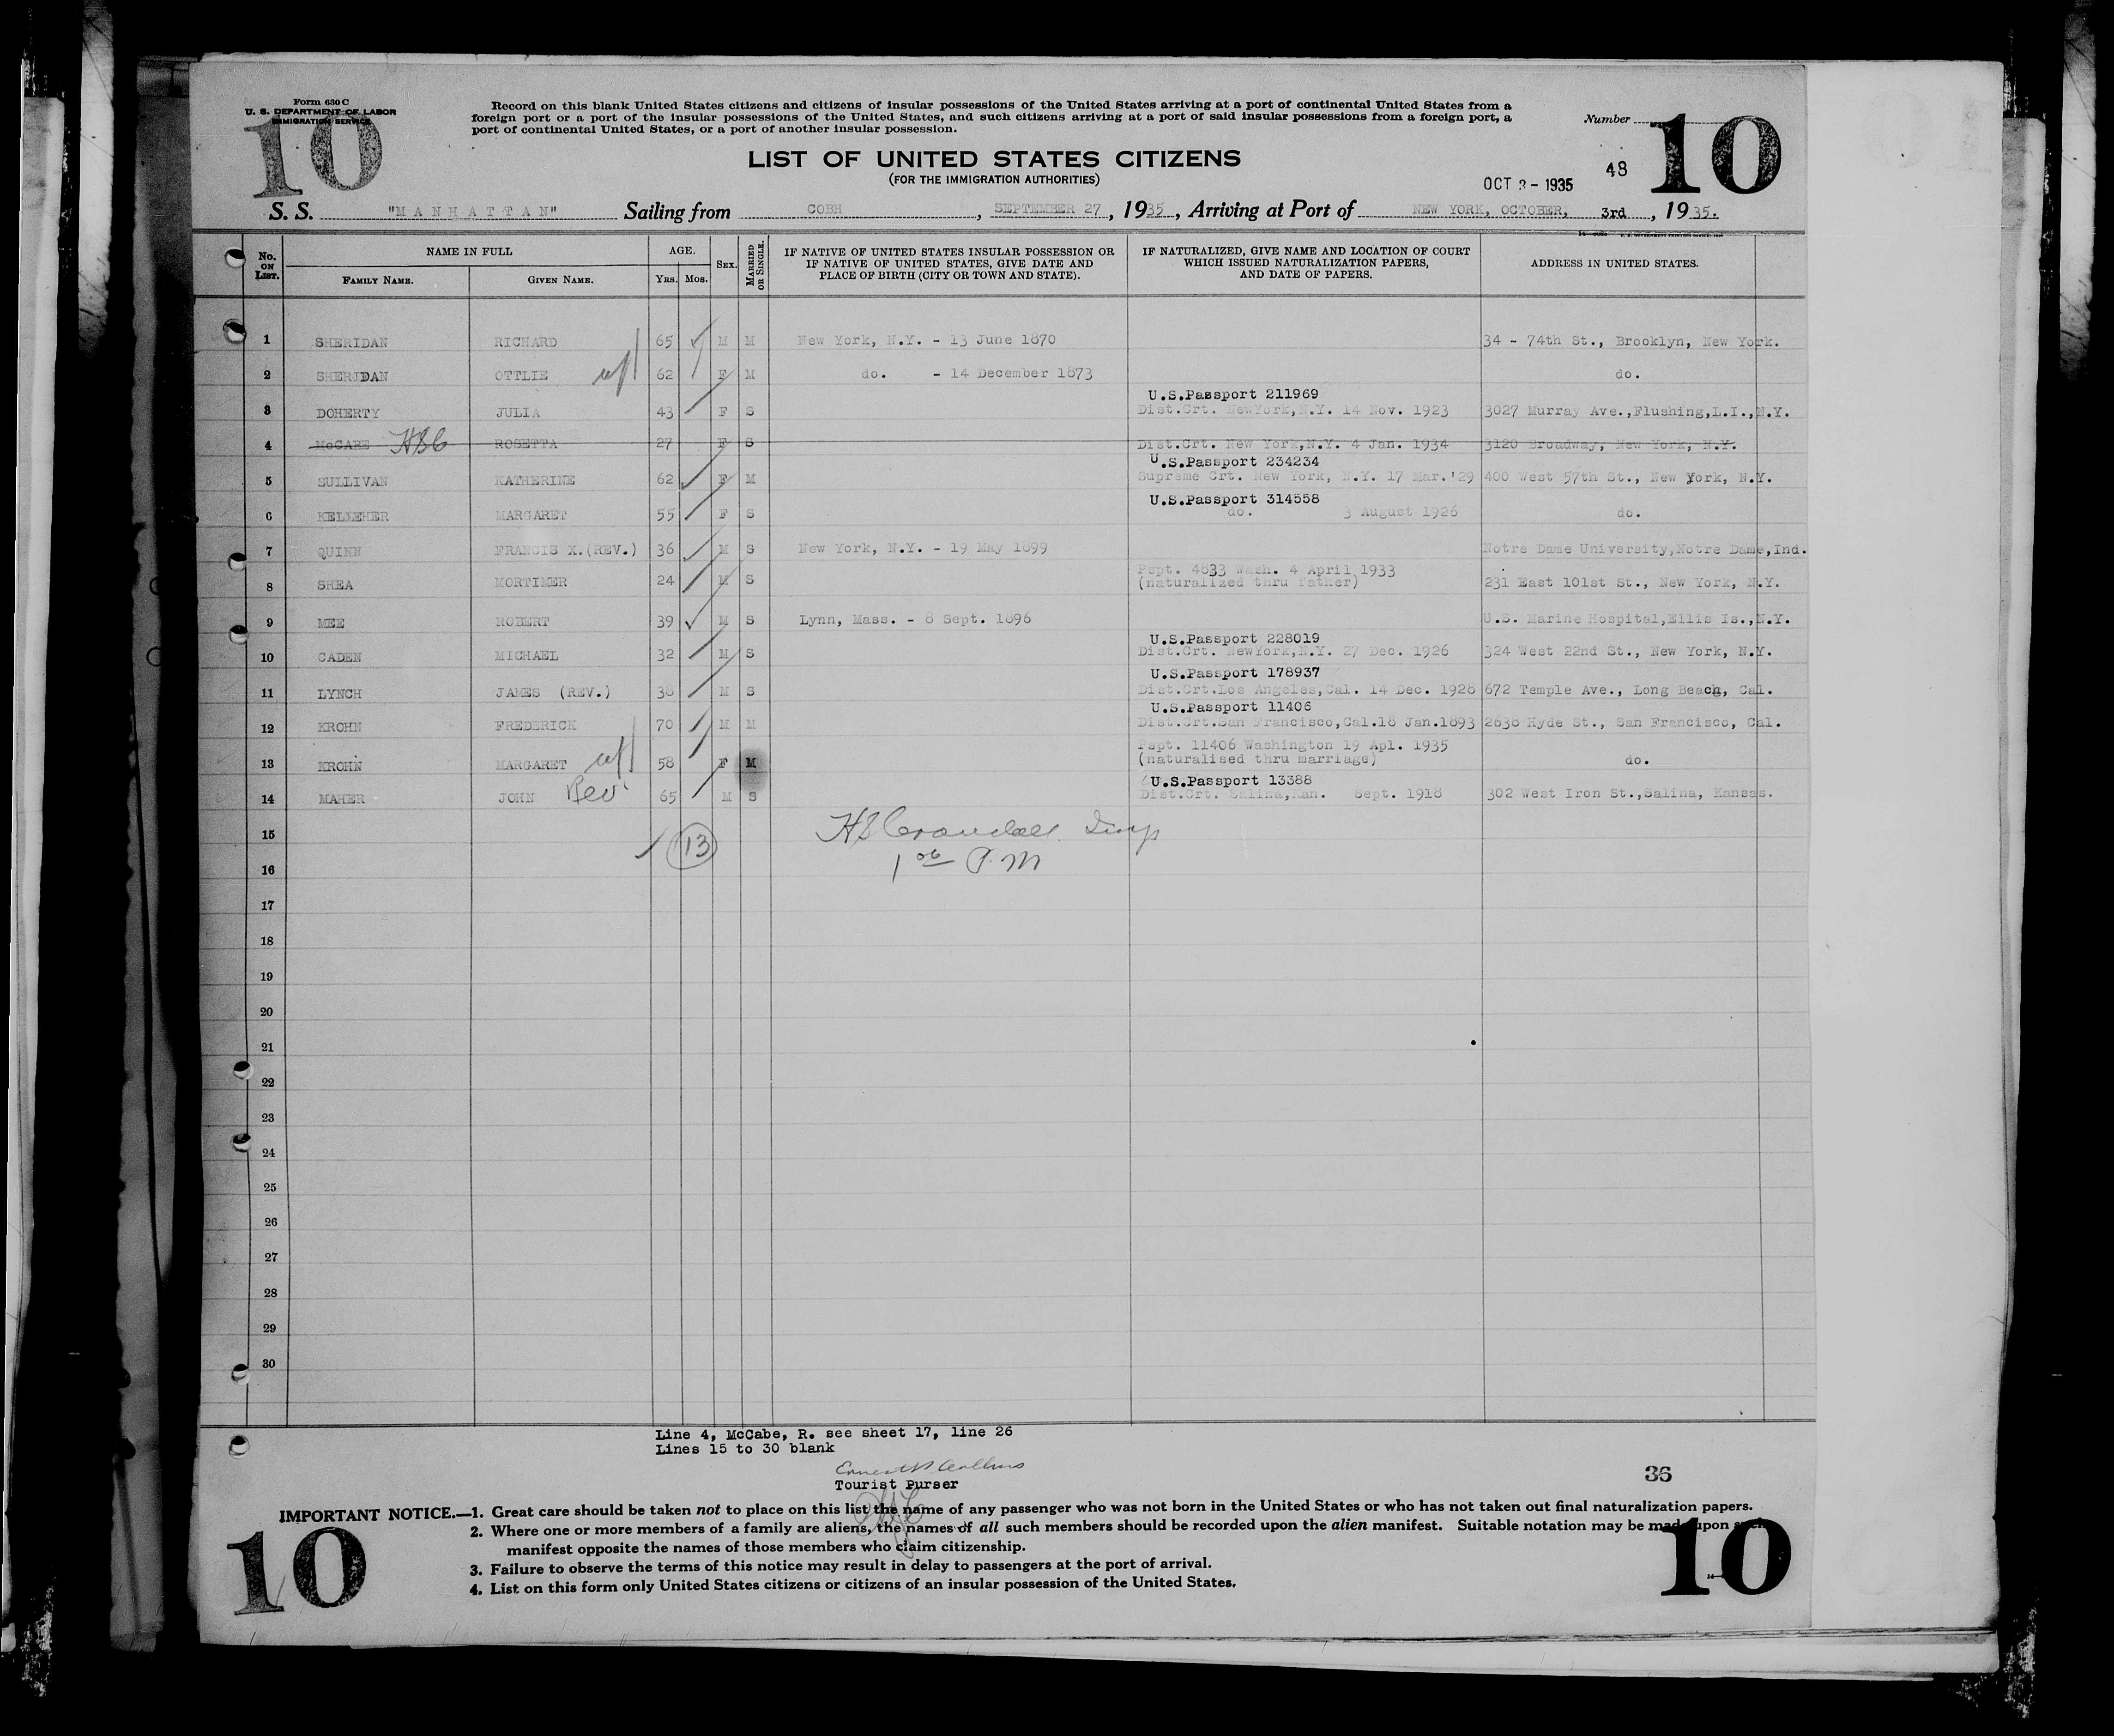 Form 630 C
U. S. DEPARTMENT OF LABOR
IMMIGRATION SERVICE
10
Record on this blank United States citizens and citizens of insular possessions of the United States arriving at a port of continental United States from a
foreign port or a port of the insular possessions of the United States, and such citizens arriving at a port of said insular possessions from a foreign port, a
port of continental United States, or a port of another insular possession.
Number
10
LIST OF UNITED STATES CITIZENS
(FOR THE IMMIGRATION AUTHORITIES)
48
OCT 3 - 1935
S. S. "MANHATTAN" Sailing from COBH, SEPTEMBER 27, 1935, Arriving at Port of NEW YORK, OCTOBER, 3rd, 1935.
No. ON LIST. NAME IN FULL FAMILY NAME. GIVEN NAME. AGE. YRS. MOS. SEX. MARRIED OR SINGLE. IF NATIVE OF UNITED STATES INSULAR POSSESSION OR IF NATIVE OF UNITED STATES, GIVE DATE AND PLACE OF BIRTH (CITY OR TOWN AND STATE). IF NATURALIZED, GIVE NAME AND LOCATION OF COURT WHICH ISSUED NATURALIZATION PAPERS, AND DATE OF PAPERS. ADDRESS IN UNITED STATES.
1 SHERIDAN RICHARD 65 M M New York, N.Y. - 13 June 1870 34 - 74th St., Brooklyn, New York.
2 SHERIDAN OTTLIE wf 62 F M do. - 14 December 1873 do.
U.S.Passport 211969
3 DOHERTY JULIA 43 F S Dist.Crt. NewYork,N.Y. 14 Nov. 1923 3027 Murray Ave.,Flushing,L.I.,N.Y.
4 McCABE HBC ROSETTA 27 F S Dist.Crt. New York,N.Y. 4 Jan. 1934 3120 Broadway, New York, N.Y.
U.S.Passport 234234
5 SULLIVAN KATHERINE 62 F M Supreme Crt. New York, N.Y. 17 Mar.'29 400 West 57th St., New York, N.Y.
U.S.Passport 314558
6 KELLEHER MARGARET 55 F S do. 3 August 1926 do.
7 QUINN FRANCIS X.(REV.) 36 M S New York, N.Y. - 19 May 1899 Notre Dame University,Notre Dame,Ind.
Pspt. 4833 Wash. 4 April 1933
8 SHEA MORTIMER 24 M S (naturalized thru Father) 231 East 101st St., New York, N.Y.
9 MEE ROBERT 39 M S Lynn, Mass. - 8 Sept. 1896 U.S. Marine Hospital,Ellis Is.,N.Y.
U.S.Passport 228019
10 CADEN MICHAEL 32 M S Dist.Crt. NewYork,N.Y. 27 Dec. 1926 324 West 22nd St., New York, N.Y.
U.S.Passport 178937
11 LYNCH JAMES (REV.) 38 M S Dist.Crt.Los Angeles,Cal. 14 Dec. 1928 672 Temple Ave., Long Beach, Cal.
U.S.Passport 11406
12 KROHN FREDERICK 70 M M Dist.Crt.San Francisco,Cal.18 Jan.1893 2638 Hyde St., San Francisco, Cal.
Pspt. 11406 Washington 19 Apl. 1935
13 KROHN MARGARET wf 58 F M (naturalised thru marriage) do.
U.S.Passport 13388
14 MAHER JOHN Rev. 65 M S Dist.Crt. Salina,Kan. Sept. 1918 302 West Iron St.,Salina, Kansas.
15 13 HB Crandall Insp
16 1 06 P.M
17
18
19
20
21
22
23
24
25
26
27
28
29
30
Line 4, McCabe, R. see sheet 17, line 26
Lines 15 to 30 blank
Tourist Purser
36
IMPORTANT NOTICE.—1. Great care should be taken not to place on this list the name of any passenger who was not born in the United States or who has not taken out final naturalization papers.
2. Where one or more members of a family are aliens, the names of all such members should be recorded upon the alien manifest. Suitable notation may be made upon such
manifest opposite the names of those members who claim citizenship.
3. Failure to observe the terms of this notice may result in delay to passengers at the port of arrival.
4. List on this form only United States citizens or citizens of an insular possession of the United States.
10
10